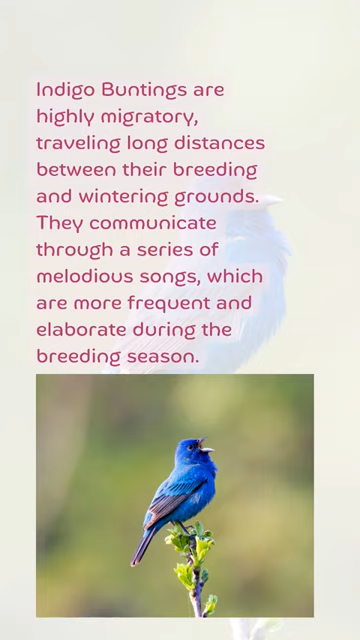 Indigo Buntings are
highly migratory,
traveling long distances
between their breeding
and wintering grounds.
They communicate
through a series of
melodious songs, which
are more frequent and
elaborate during the
breeding season.